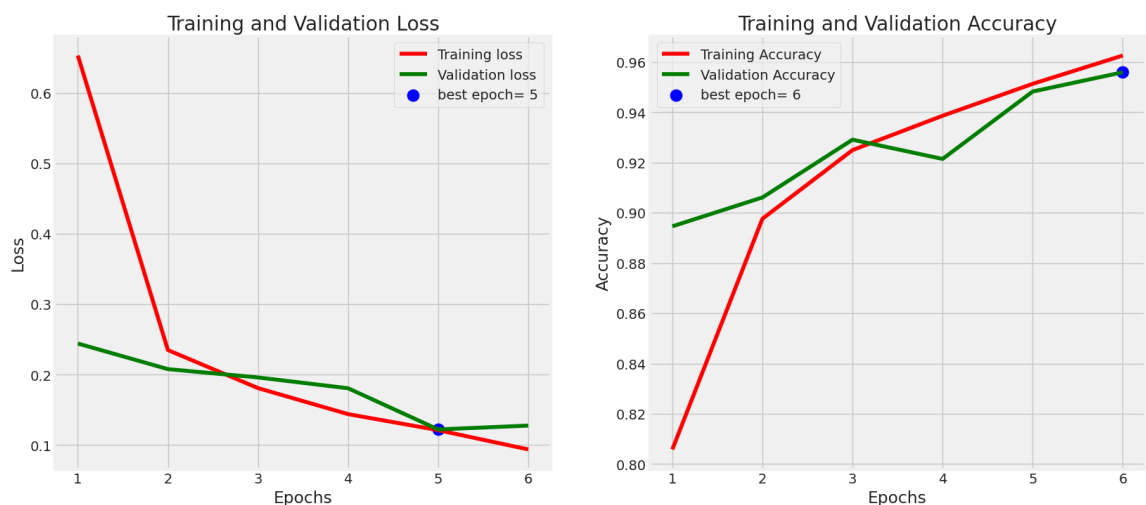 Training and Validation Loss
Training loss
Validation loss
best epoch= 5
0.6
0.5
0.4
0.3
0.2
0.1
Loss
1 2 3 4 5 6
Epochs
Training and Validation Accuracy
Training Accuracy
Validation Accuracy
best epoch= 6
0.96
0.94
0.92
0.90
0.88
0.86
0.84
0.82
0.80
Accuracy
1 2 3 4 5 6
Epochs